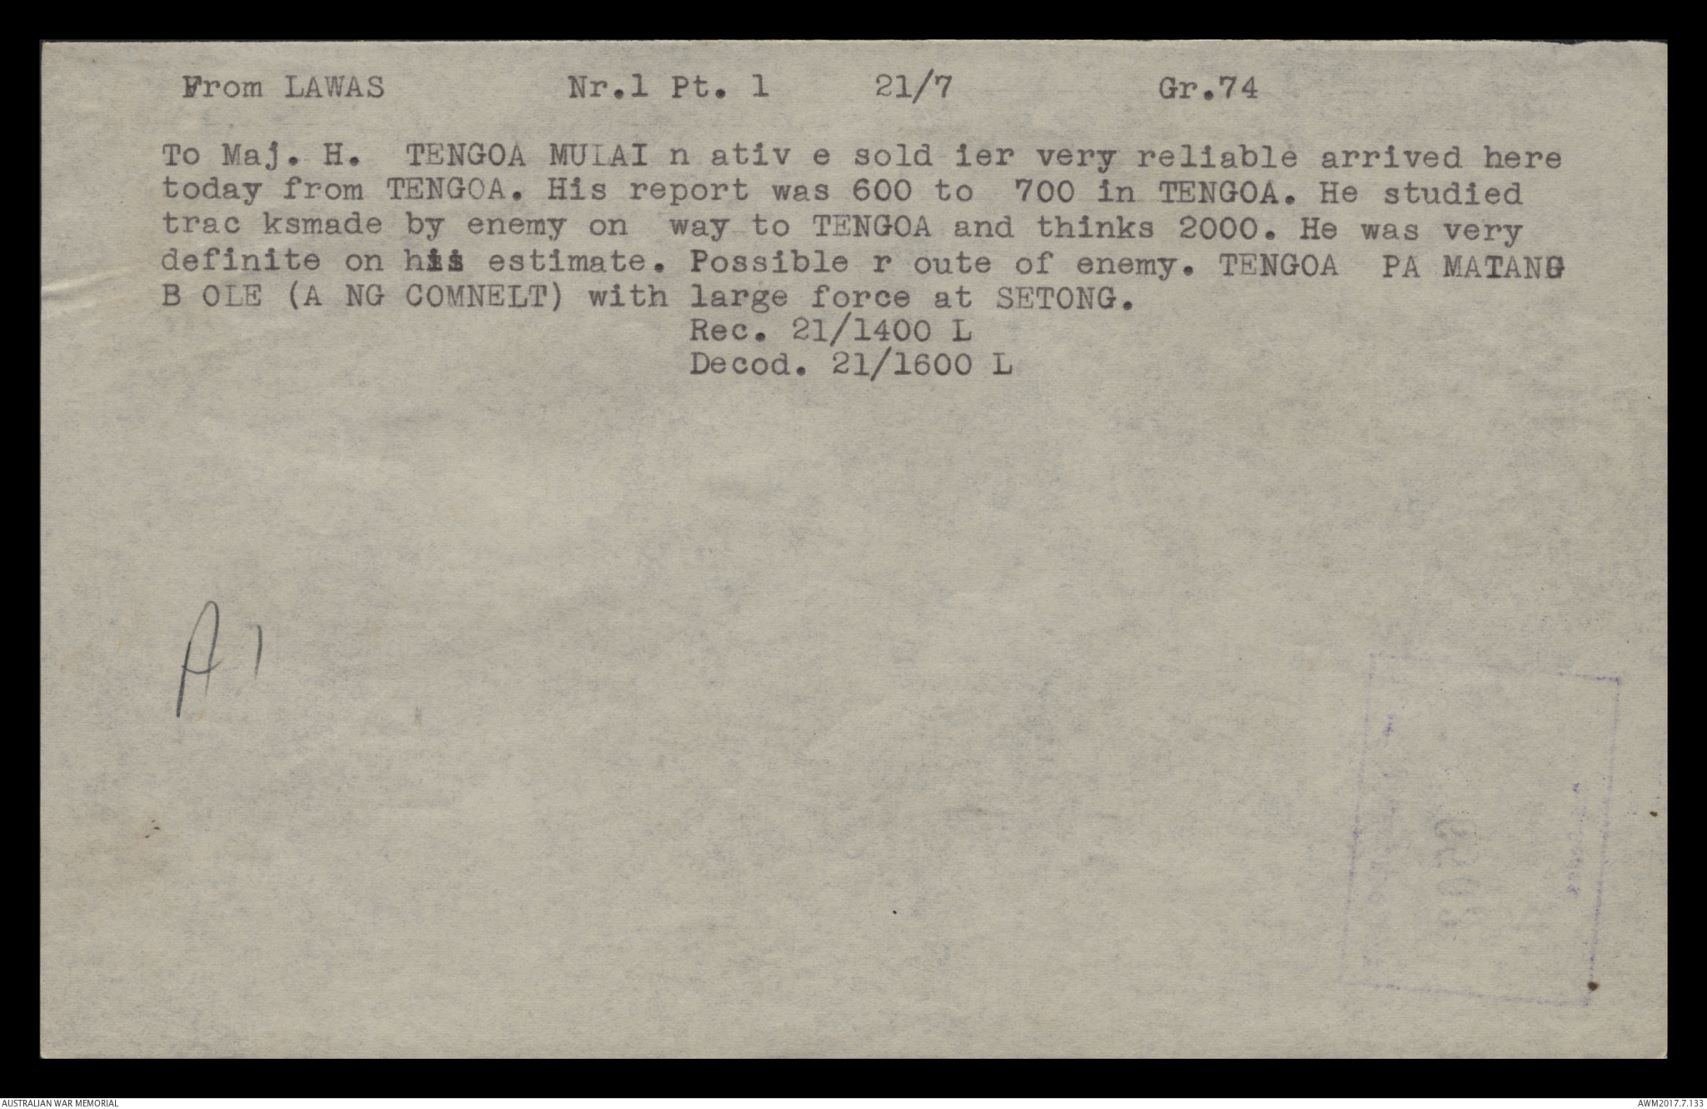 From LAWAS Nr.1 Pt. 1 21/7 Gr.74
To Maj. H. TENGOA MULAI n ativ e sold ier very reliable arrived here
today from TENGOA. His report was 600 to 700 in TENGOA. He studied
trac ksmade by enemy on way to TENGOA and thinks 2000. He was very
definite on his estimate. Possible r oute of enemy. TENGOA PA MATANG
B OLE (A NG COMNELT) with large force at SETONG.
Rec. 21/1400 L
Decod. 21/1600 L
A 1
AUSTRALIAN WAR MEMORIAL
AWM2017.7.133